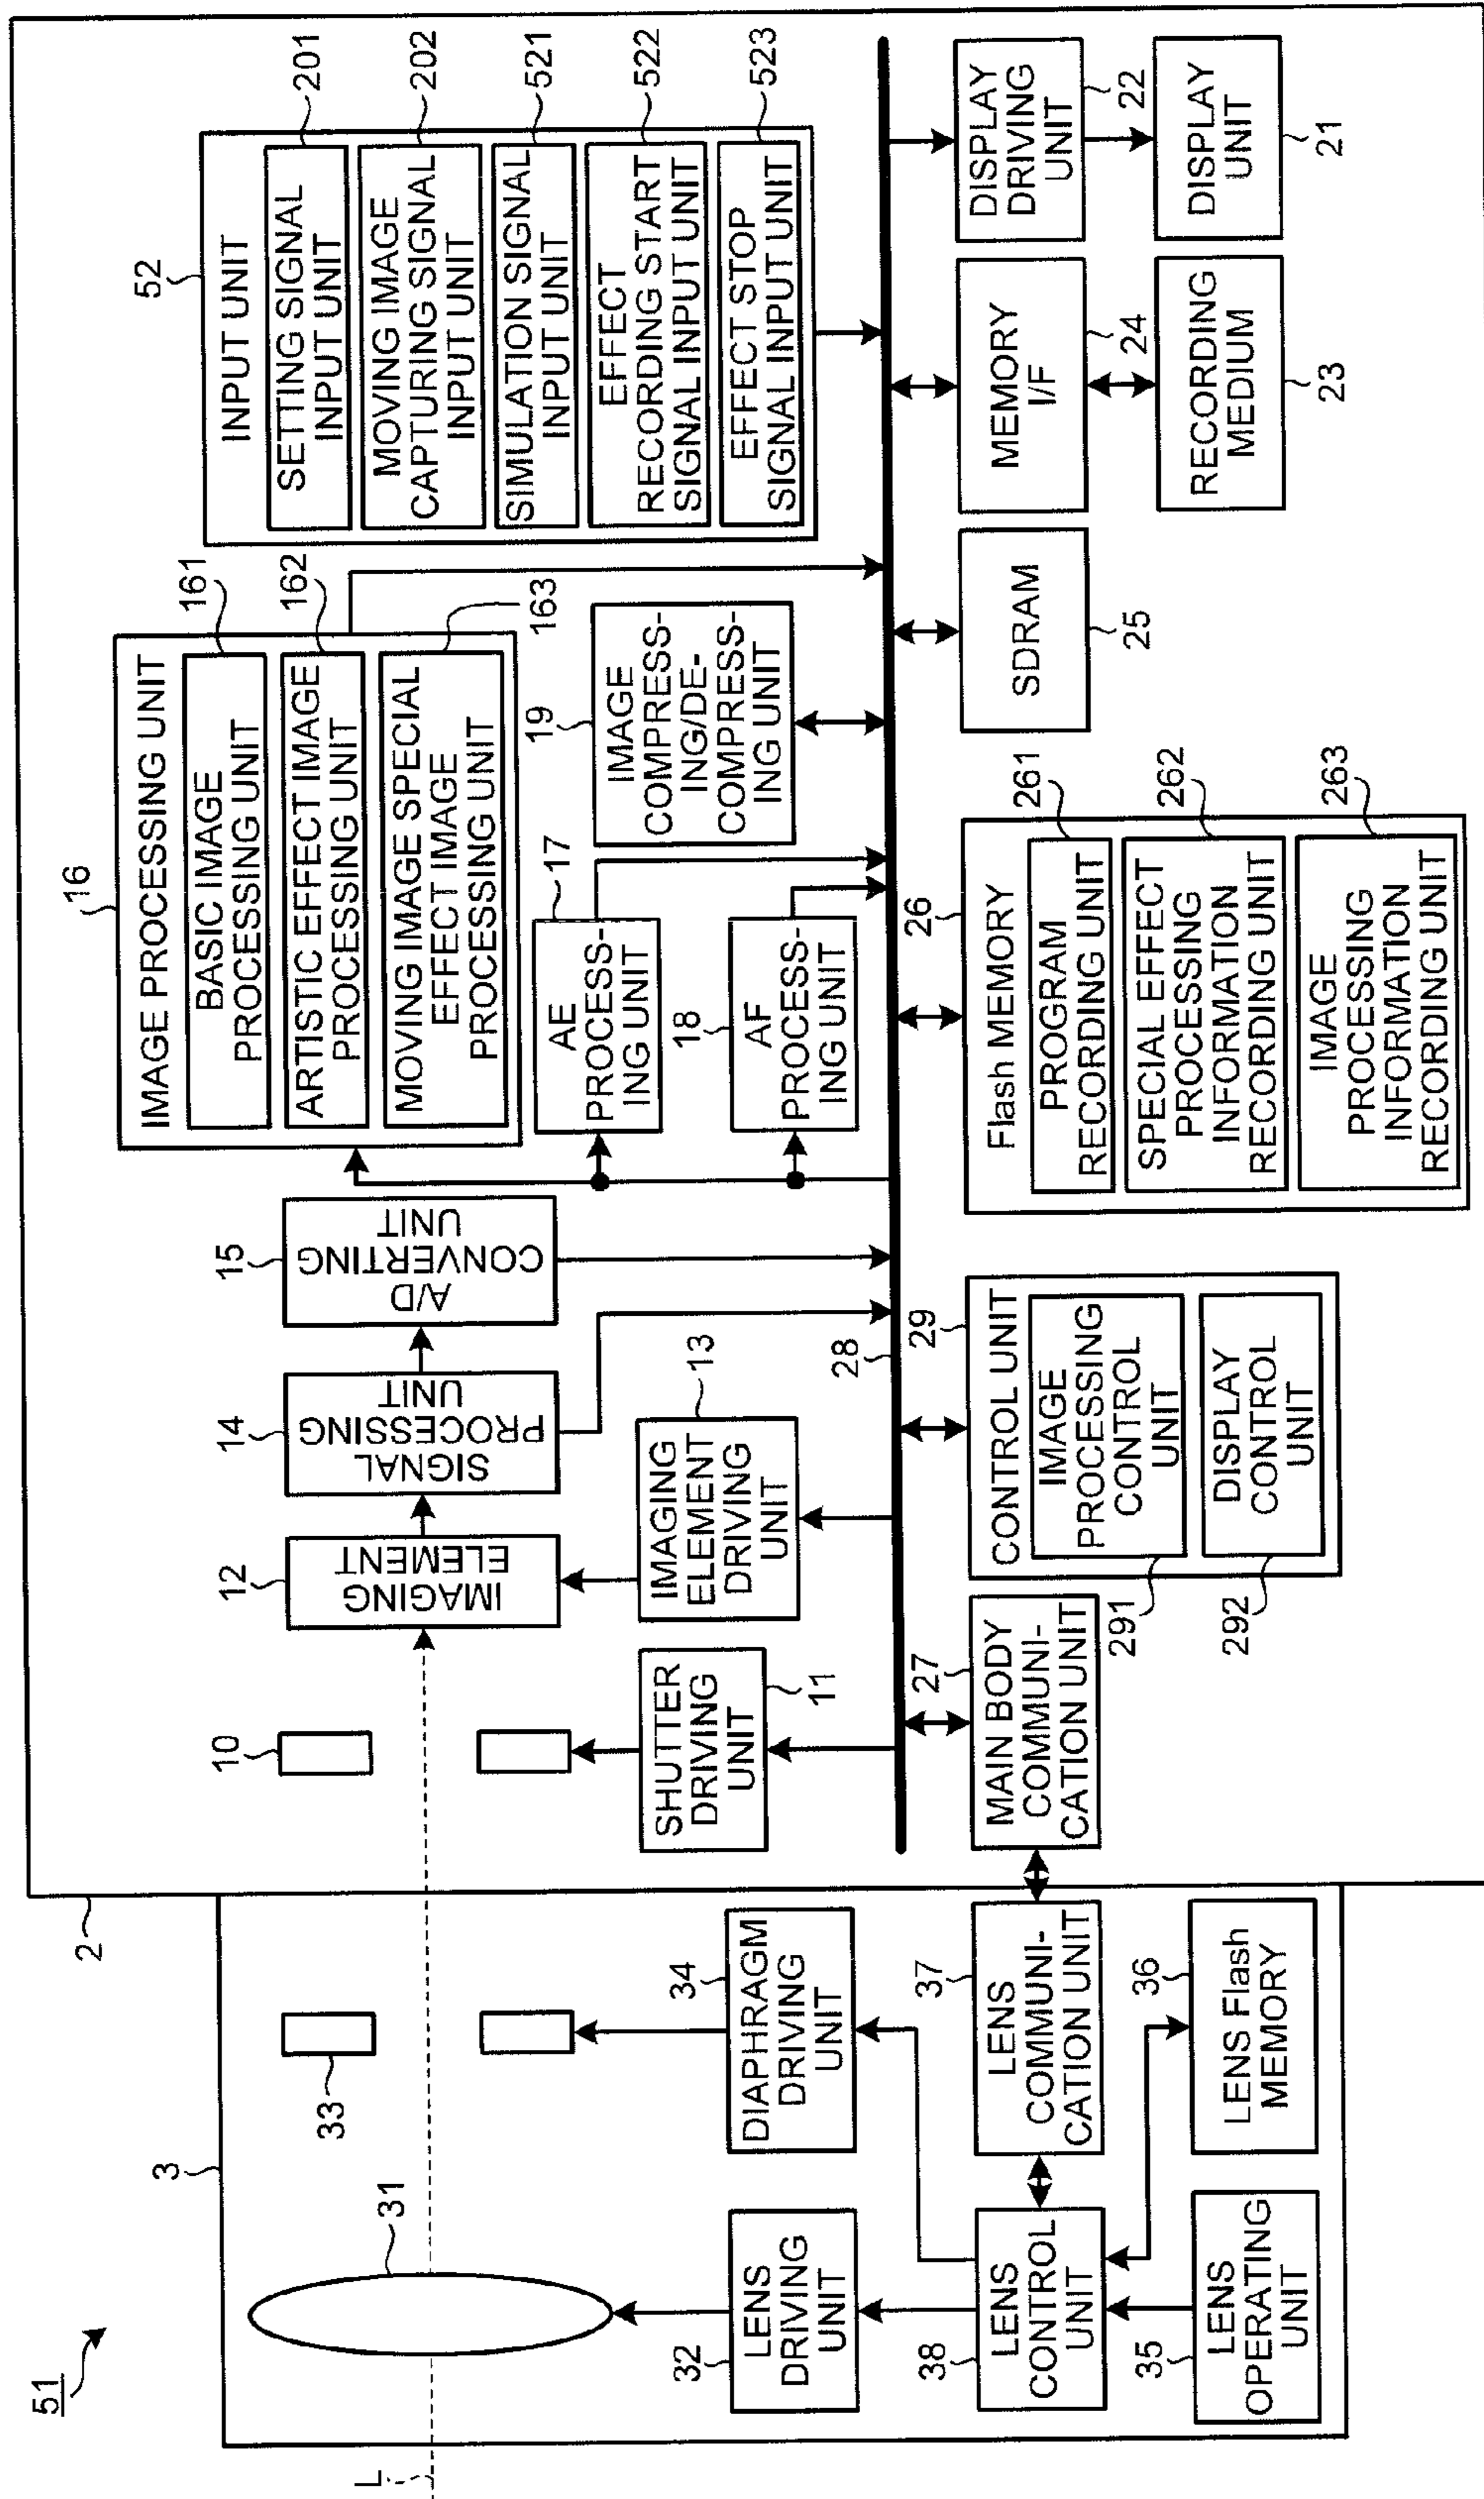 51
L
3
31
33
LENS
DRIVING
UNIT
32
DIAPHRAGM
DRIVING
UNIT
34
LENS
CONTROL
UNIT
38
LENS
COMMUNI-
CATION UNIT
37
LENS
OPERATING
UNIT
35
LENS Flash
MEMORY
36
2
10
SHUTTER
DRIVING
UNIT
11
12
IMAGING
ELEMENT
IMAGING
ELEMENT
DRIVING
UNIT
13
14
SIGNAL
PROCESSING
UNIT
15
A/D
CONVERTING
UNIT
28
16
IMAGE PROCESSING UNIT
BASIC IMAGE
PROCESSING UNIT
161
ARTISTIC EFFECT IMAGE
PROCESSING UNIT
162
MOVING IMAGE SPECIAL
EFFECT IMAGE
PROCESSING UNIT
163
AE
PROCESS-
ING UNIT
17
18
AF
PROCESS-
ING UNIT
19
IMAGE
COMPRESS-
ING/DE-
COMPRESS-
ING UNIT
52
INPUT UNIT
SETTING SIGNAL
INPUT UNIT
201
MOVING IMAGE
CAPTURING SIGNAL
INPUT UNIT
202
SIMULATION SIGNAL
INPUT UNIT
521
EFFECT
RECORDING START
SIGNAL INPUT UNIT
522
EFFECT STOP
SIGNAL INPUT UNIT
523
27
MAIN BODY
COMMUNI-
CATION UNIT
29
CONTROL UNIT
IMAGE
PROCESSING
CONTROL
UNIT
291
DISPLAY
CONTROL
UNIT
292
26
Flash MEMORY
PROGRAM
RECORDING UNIT
261
SPECIAL EFFECT
PROCESSING
INFORMATION
RECORDING UNIT
262
IMAGE
PROCESSING
INFORMATION
RECORDING UNIT
263
SDRAM
25
MEMORY
I/F
24
RECORDING
MEDIUM
23
DISPLAY
DRIVING
UNIT
22
DISPLAY
UNIT
21